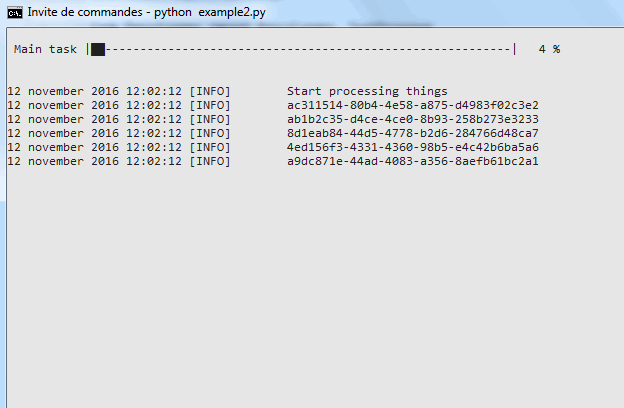 Invite de commandes - python example2.py
Main task |██----------------------------------------------------------| 4 %
12 november 2016 12:02:12 [INFO] Start processing things
12 november 2016 12:02:12 [INFO] ac311514-80b4-4e58-a875-d4983f02c3e2
12 november 2016 12:02:12 [INFO] ab1b2c35-d4ce-4ce0-8b93-258b273e3233
12 november 2016 12:02:12 [INFO] 8d1eab84-44d5-4778-b2d6-284766d48ca7
12 november 2016 12:02:12 [INFO] 4ed156f3-4331-4360-98b5-e4c42b6ba5a6
12 november 2016 12:02:12 [INFO] a9dc871e-44ad-4083-a356-8aefb61bc2a1